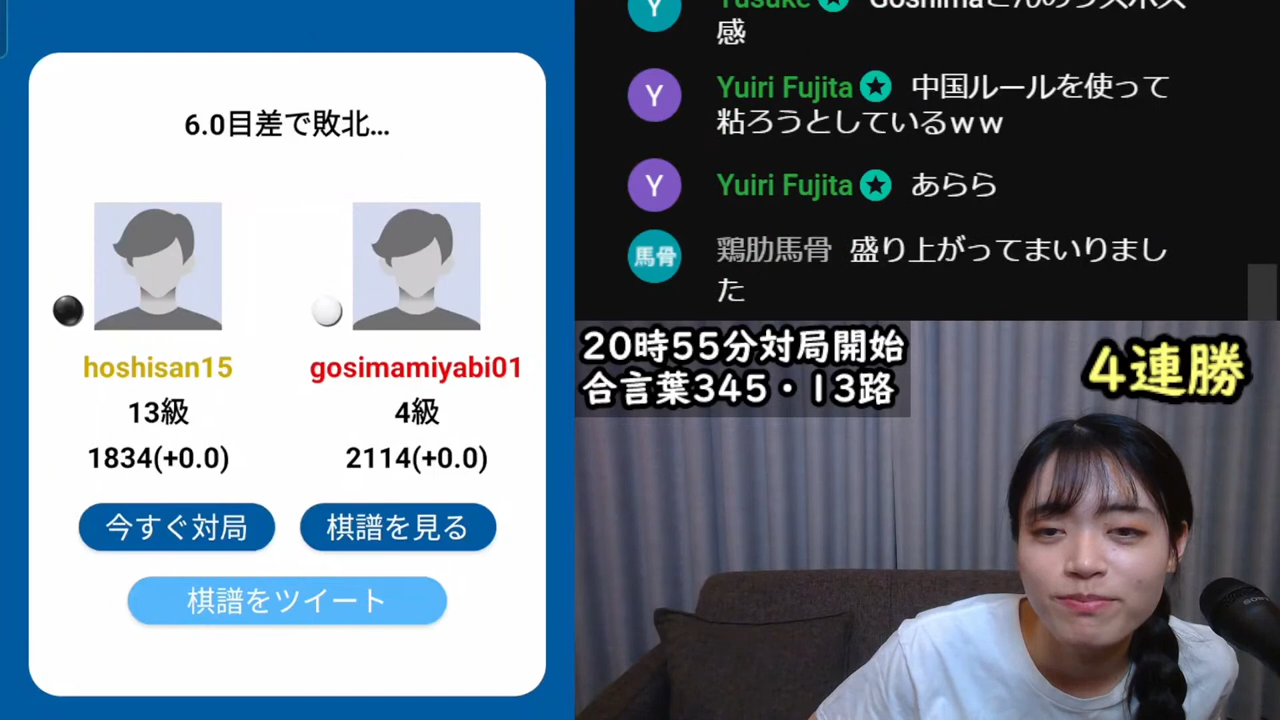 6.0目差で敗北...
hoshisan15
13級
1834(+0.0)
gosimamiyabi01
4級
2114(+0.0)
今すぐ対局
棋譜を見る
棋譜をツイート
Y
感
Y
Yuiri Fujita 中国ルールを使って
粘ろうとしているｗｗ
Y
Yuiri Fujita あらら
馬骨
鶏肋馬骨 盛り上がってまいりまし
た
20時55分対局開始
合言葉345・13路
4連勝
SONY